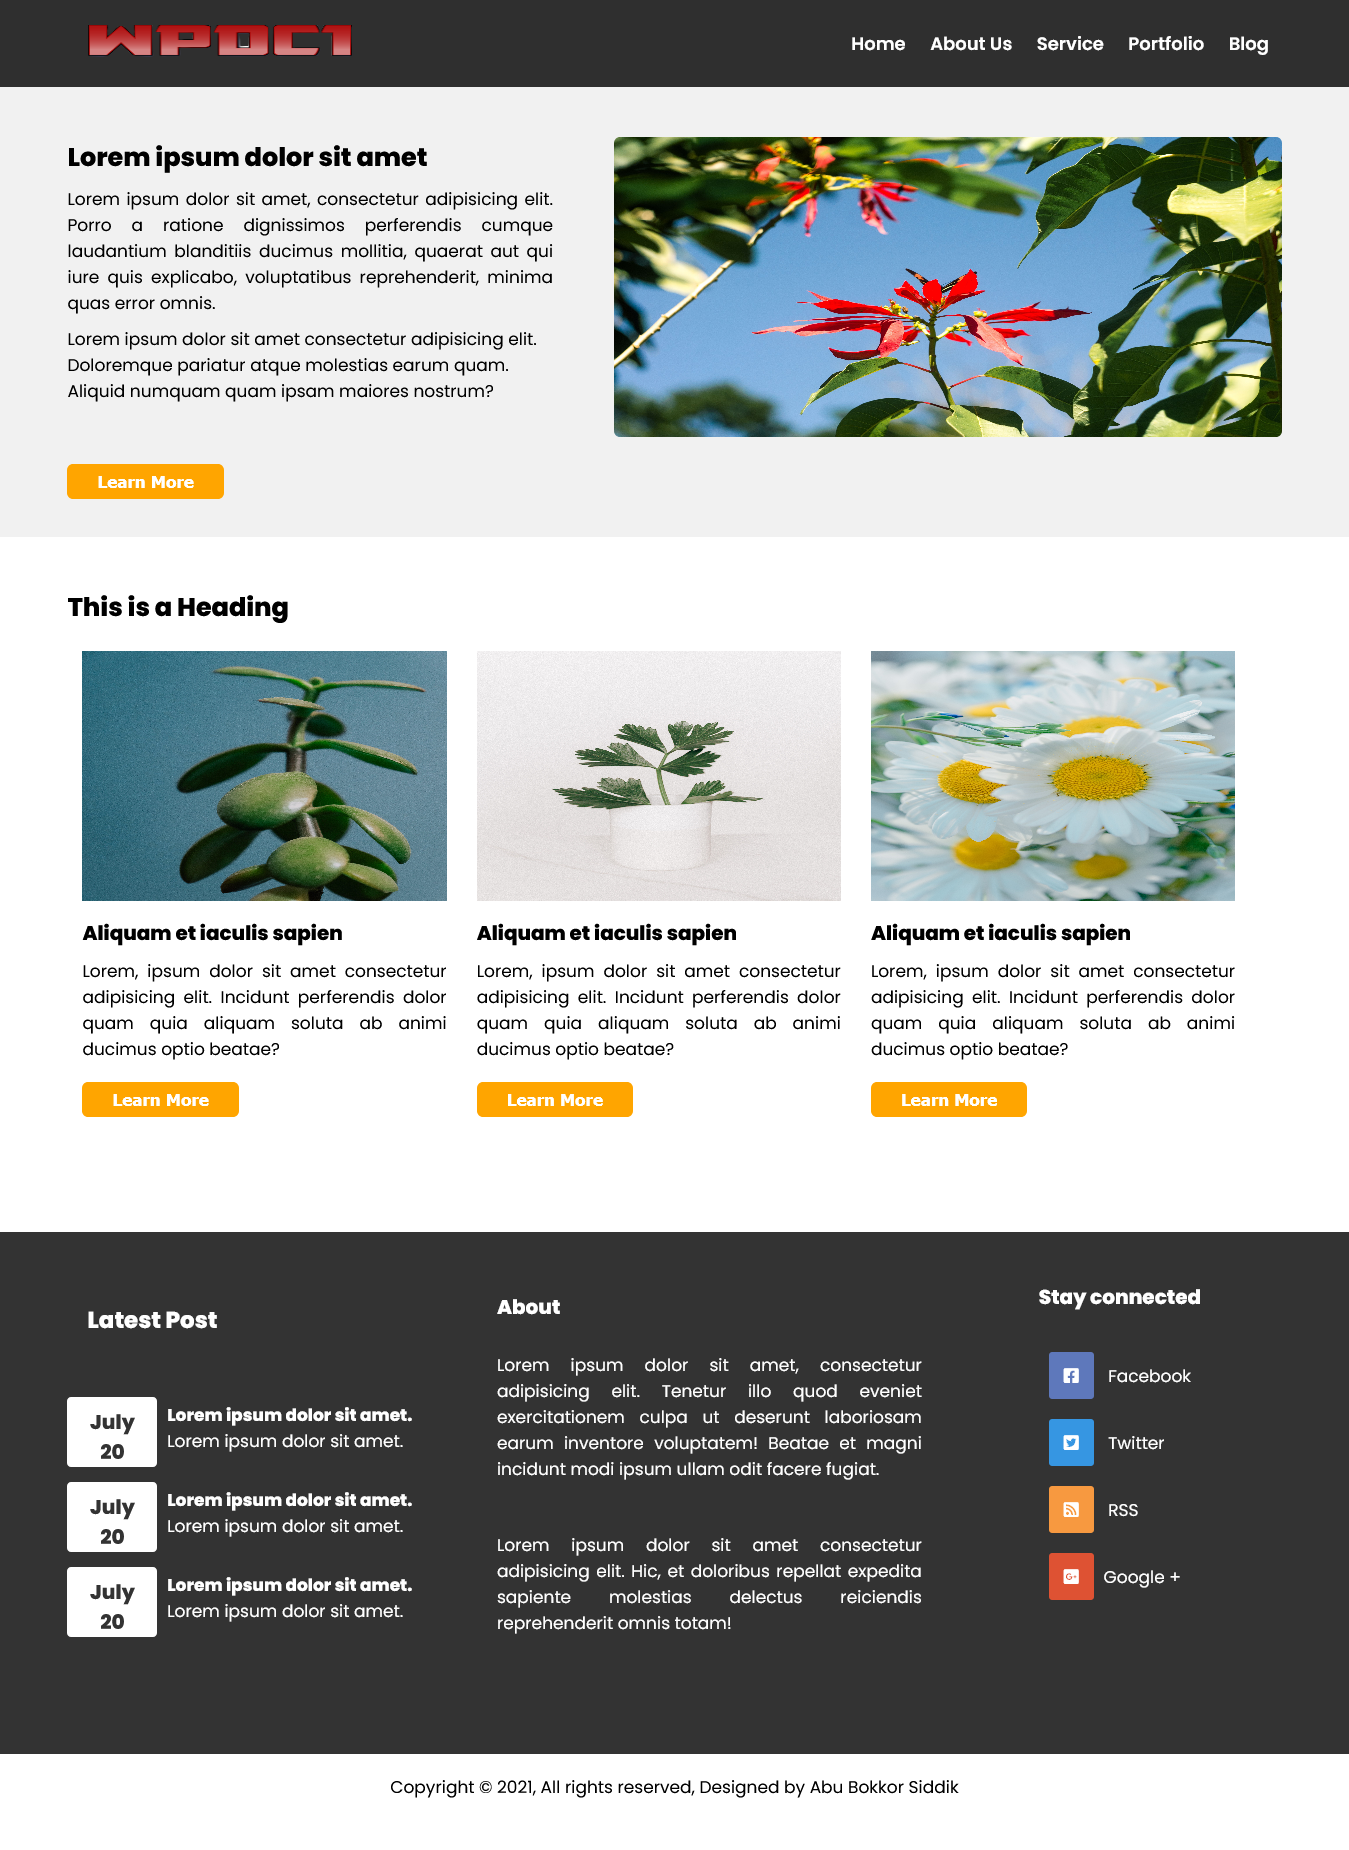 WPDC1
Home About Us Service Portfolio Blog
Lorem ipsum dolor sit amet
Lorem ipsum dolor sit amet, consectetur adipisicing elit.
Porro a ratione dignissimos perferendis cumque
laudantium blanditiis ducimus mollitia, quaerat aut qui
iure quis explicabo, voluptatibus reprehenderit, minima
quas error omnis.
Lorem ipsum dolor sit amet consectetur adipisicing elit.
Doloremque pariatur atque molestias earum quam.
Aliquid numquam quam ipsam maiores nostrum?
Learn More
This is a Heading
Aliquam et iaculis sapien
Lorem, ipsum dolor sit amet consectetur
adipisicing elit. Incidunt perferendis dolor
quam quia aliquam soluta ab animi
ducimus optio beatae?
Learn More
Aliquam et iaculis sapien
Lorem, ipsum dolor sit amet consectetur
adipisicing elit. Incidunt perferendis dolor
quam quia aliquam soluta ab animi
ducimus optio beatae?
Learn More
Aliquam et iaculis sapien
Lorem, ipsum dolor sit amet consectetur
adipisicing elit. Incidunt perferendis dolor
quam quia aliquam soluta ab animi
ducimus optio beatae?
Learn More
Latest Post
July
20
Lorem ipsum dolor sit amet.
Lorem ipsum dolor sit amet.
July
20
Lorem ipsum dolor sit amet.
Lorem ipsum dolor sit amet.
July
20
Lorem ipsum dolor sit amet.
Lorem ipsum dolor sit amet.
About
Lorem ipsum dolor sit amet, consectetur
adipisicing elit. Tenetur illo quod eveniet
exercitationem culpa ut deserunt laboriosam
earum inventore voluptatem! Beatae et magni
incidunt modi ipsum ullam odit facere fugiat.
Lorem ipsum dolor sit amet consectetur
adipisicing elit. Hic, et doloribus repellat expedita
sapiente molestias delectus reiciendis
reprehenderit omnis totam!
Stay connected
Facebook
Twitter
RSS
Google +
Copyright © 2021, All rights reserved, Designed by Abu Bokkor Siddik